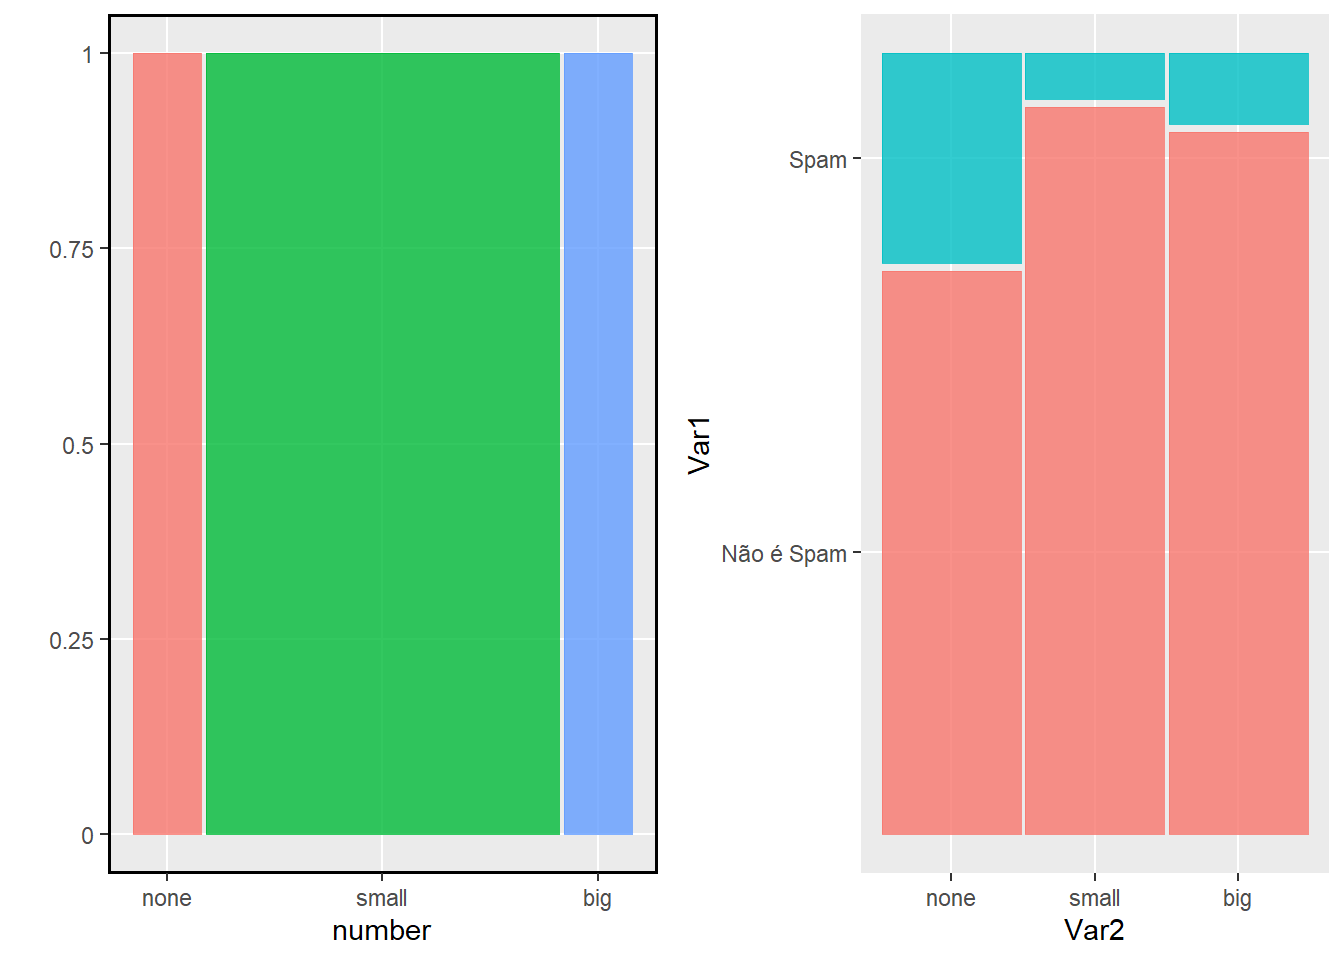 1
0.75
0.5
0.25
0
none small big
number
Var1
Spam
Não é Spam
none small big
Var2